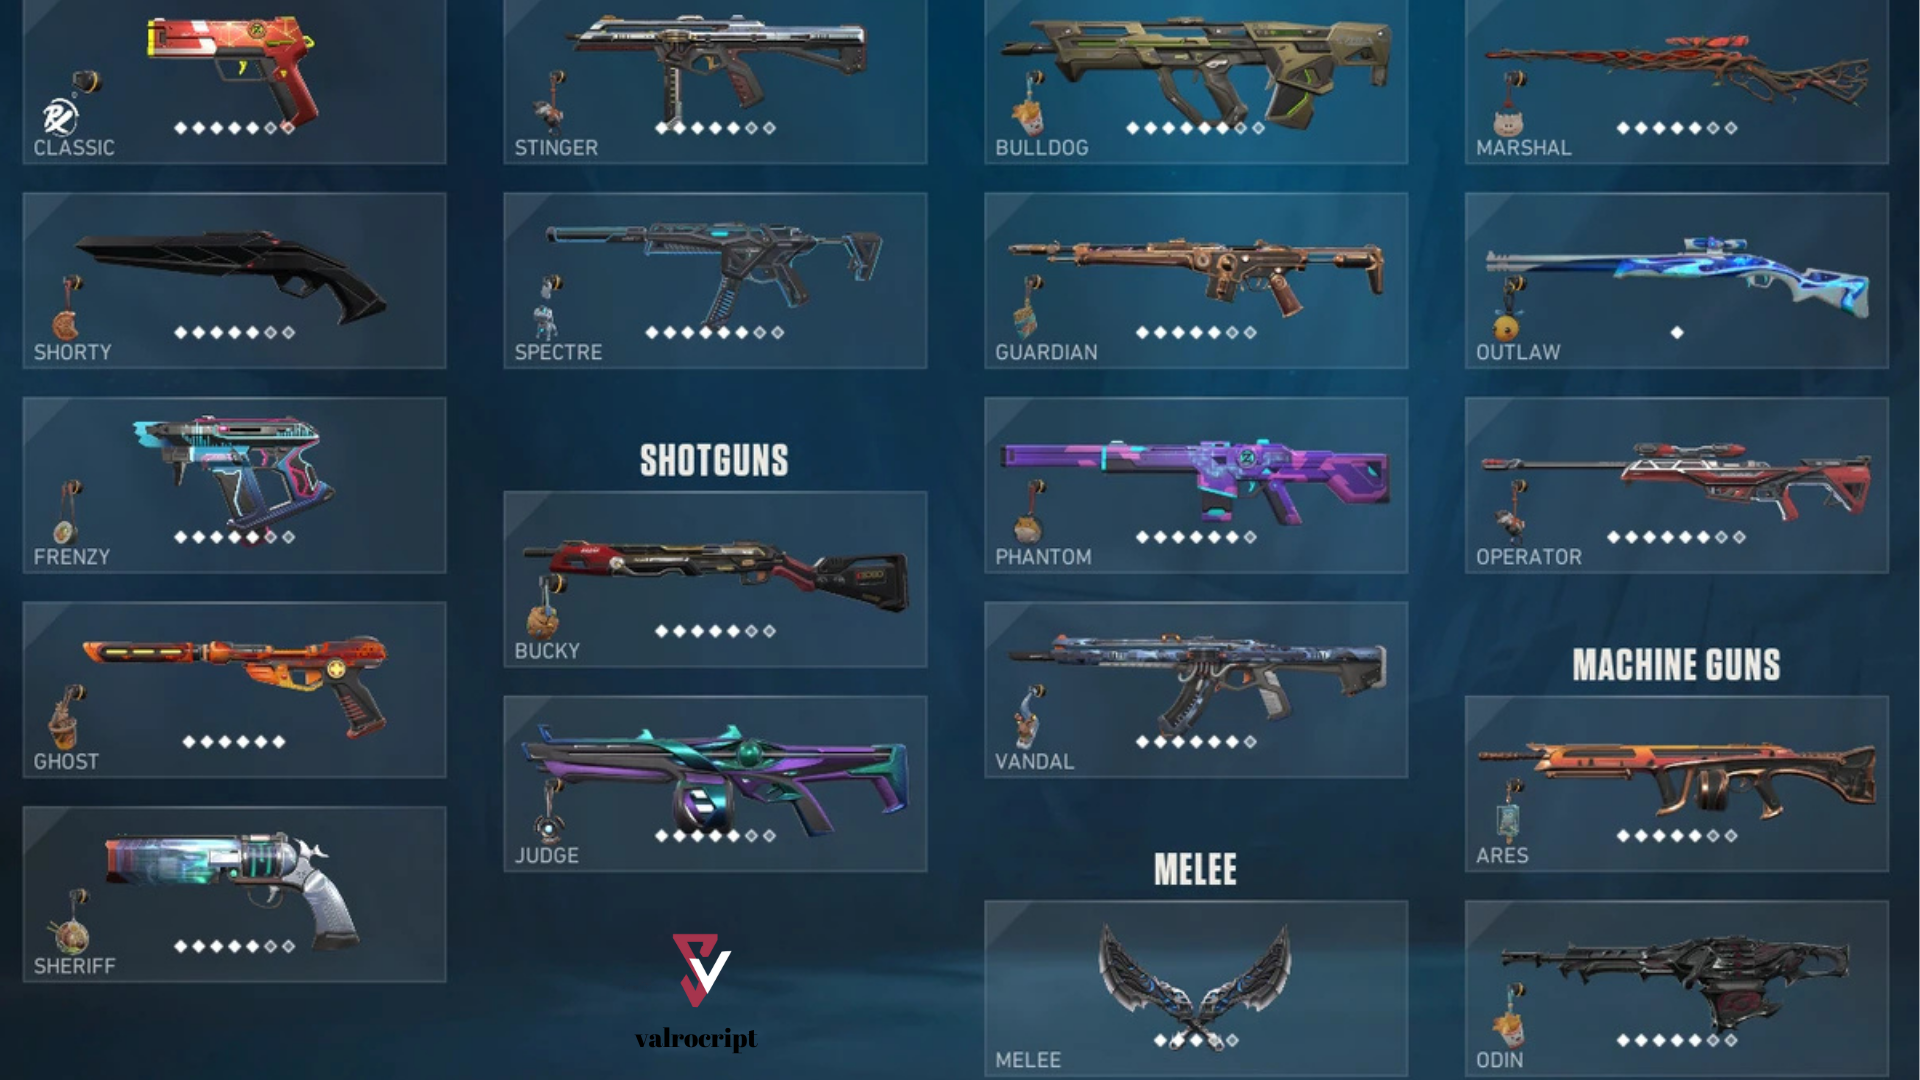 CLASSIC
SHORTY
FRENZY
GHOST
SHERIFF
STINGER
SPECTRE
SHOTGUNS
BUCKY
JUDGE
valrocript
BULLDOG
GUARDIAN
PHANTOM
VANDAL
MELEE
MELEE
MARSHAL
OUTLAW
OPERATOR
MACHINE GUNS
ARES
ODIN